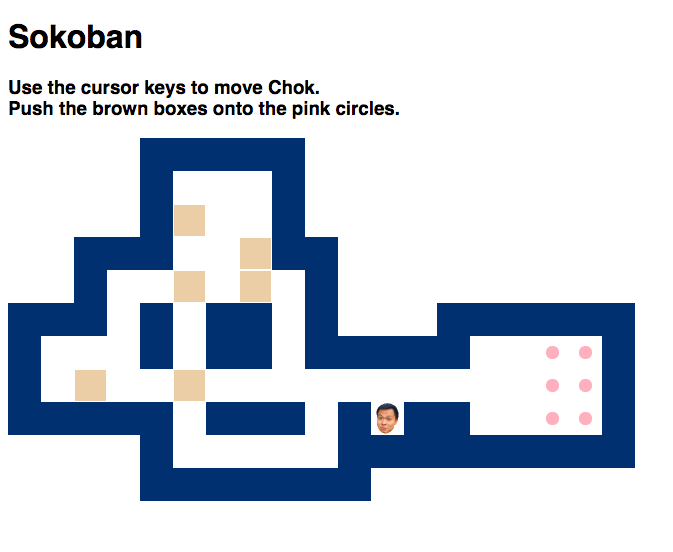 Sokoban
Use the cursor keys to move Chok.
Push the brown boxes onto the pink circles.